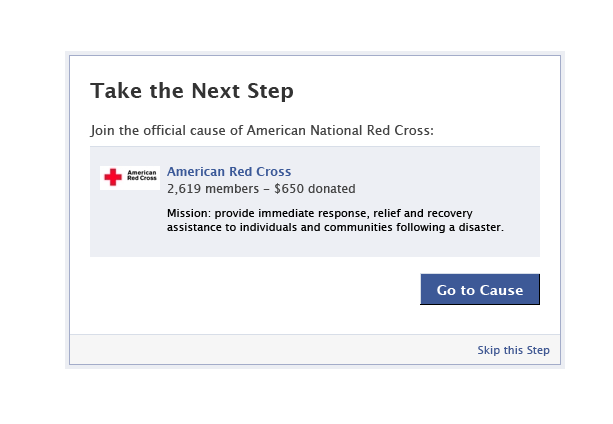 Take the Next Step
Join the official cause of American National Red Cross:
American
Red Cross
American Red Cross
2,619 members – $650 donated
Mission: provide immediate response, relief and recovery
assistance to individuals and communities following a disaster.
Go to Cause
Skip this Step